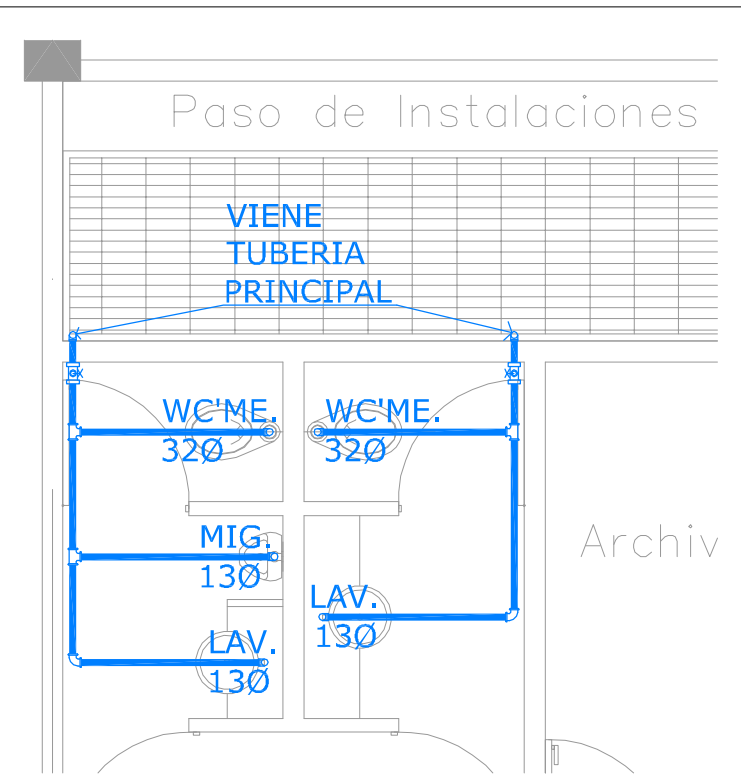 Paso de Instalaciones
VIENE
TUBERIA
PRINCIPAL
WC'ME.
32Ø
WC'ME.
32Ø
MIG.
13Ø
Archiv
LAV.
13Ø
LAV.
13Ø